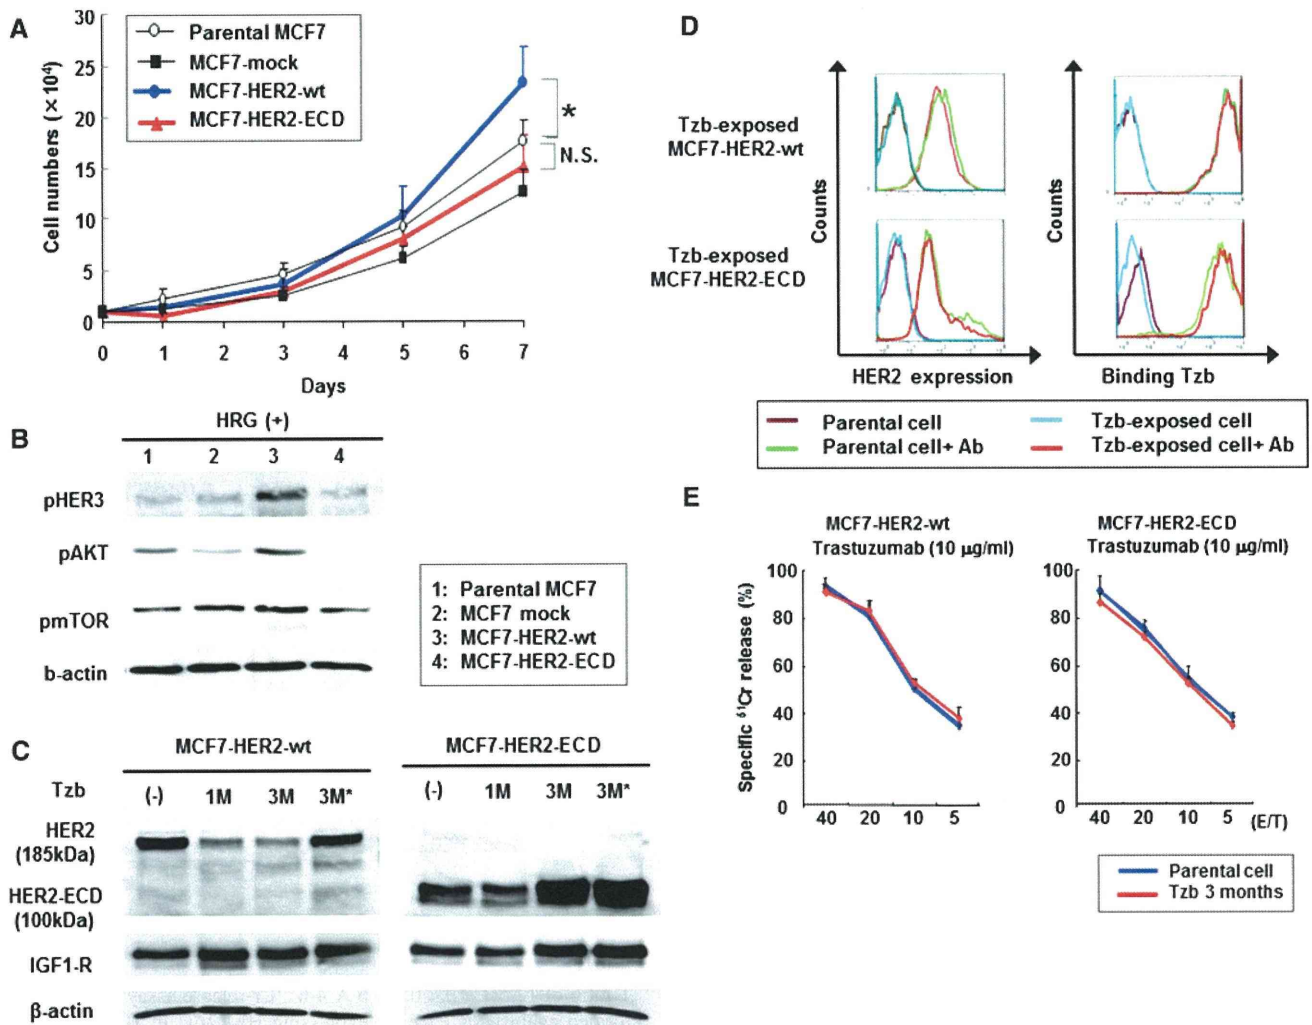 A
30
25
20
15
10
5
0
Cell numbers (×10⁴)
Parental MCF7
MCF7-mock
MCF7-HER2-wt
MCF7-HER2-ECD
*
N.S.
0 1 2 3 4 5 6 7
Days
B
HRG (+)
1 2 3 4
pHER3
pAKT
pmTOR
b-actin
1: Parental MCF7
2: MCF7 mock
3: MCF7-HER2-wt
4: MCF7-HER2-ECD
C
MCF7-HER2-wt MCF7-HER2-ECD
Tzb (-) 1M 3M 3M* (-) 1M 3M 3M*
HER2
(185kDa)
HER2-ECD
(100kDa)
IGF1-R
β-actin
D
Tzb-exposed
MCF7-HER2-wt
Tzb-exposed
MCF7-HER2-ECD
Counts
Counts
HER2 expression
Binding Tzb
Parental cell
Tzb-exposed cell
Parental cell+ Ab
Tzb-exposed cell+ Ab
E
MCF7-HER2-wt
Trastuzumab (10 μg/ml)
Specific ⁵¹Cr release (%)
100
80
60
40
20
0
40 20 10 5
MCF7-HER2-ECD
Trastuzumab (10 μg/ml)
100
80
60
40
20
0
40 20 10 5 (E/T)
Parental cell
Tzb 3 months